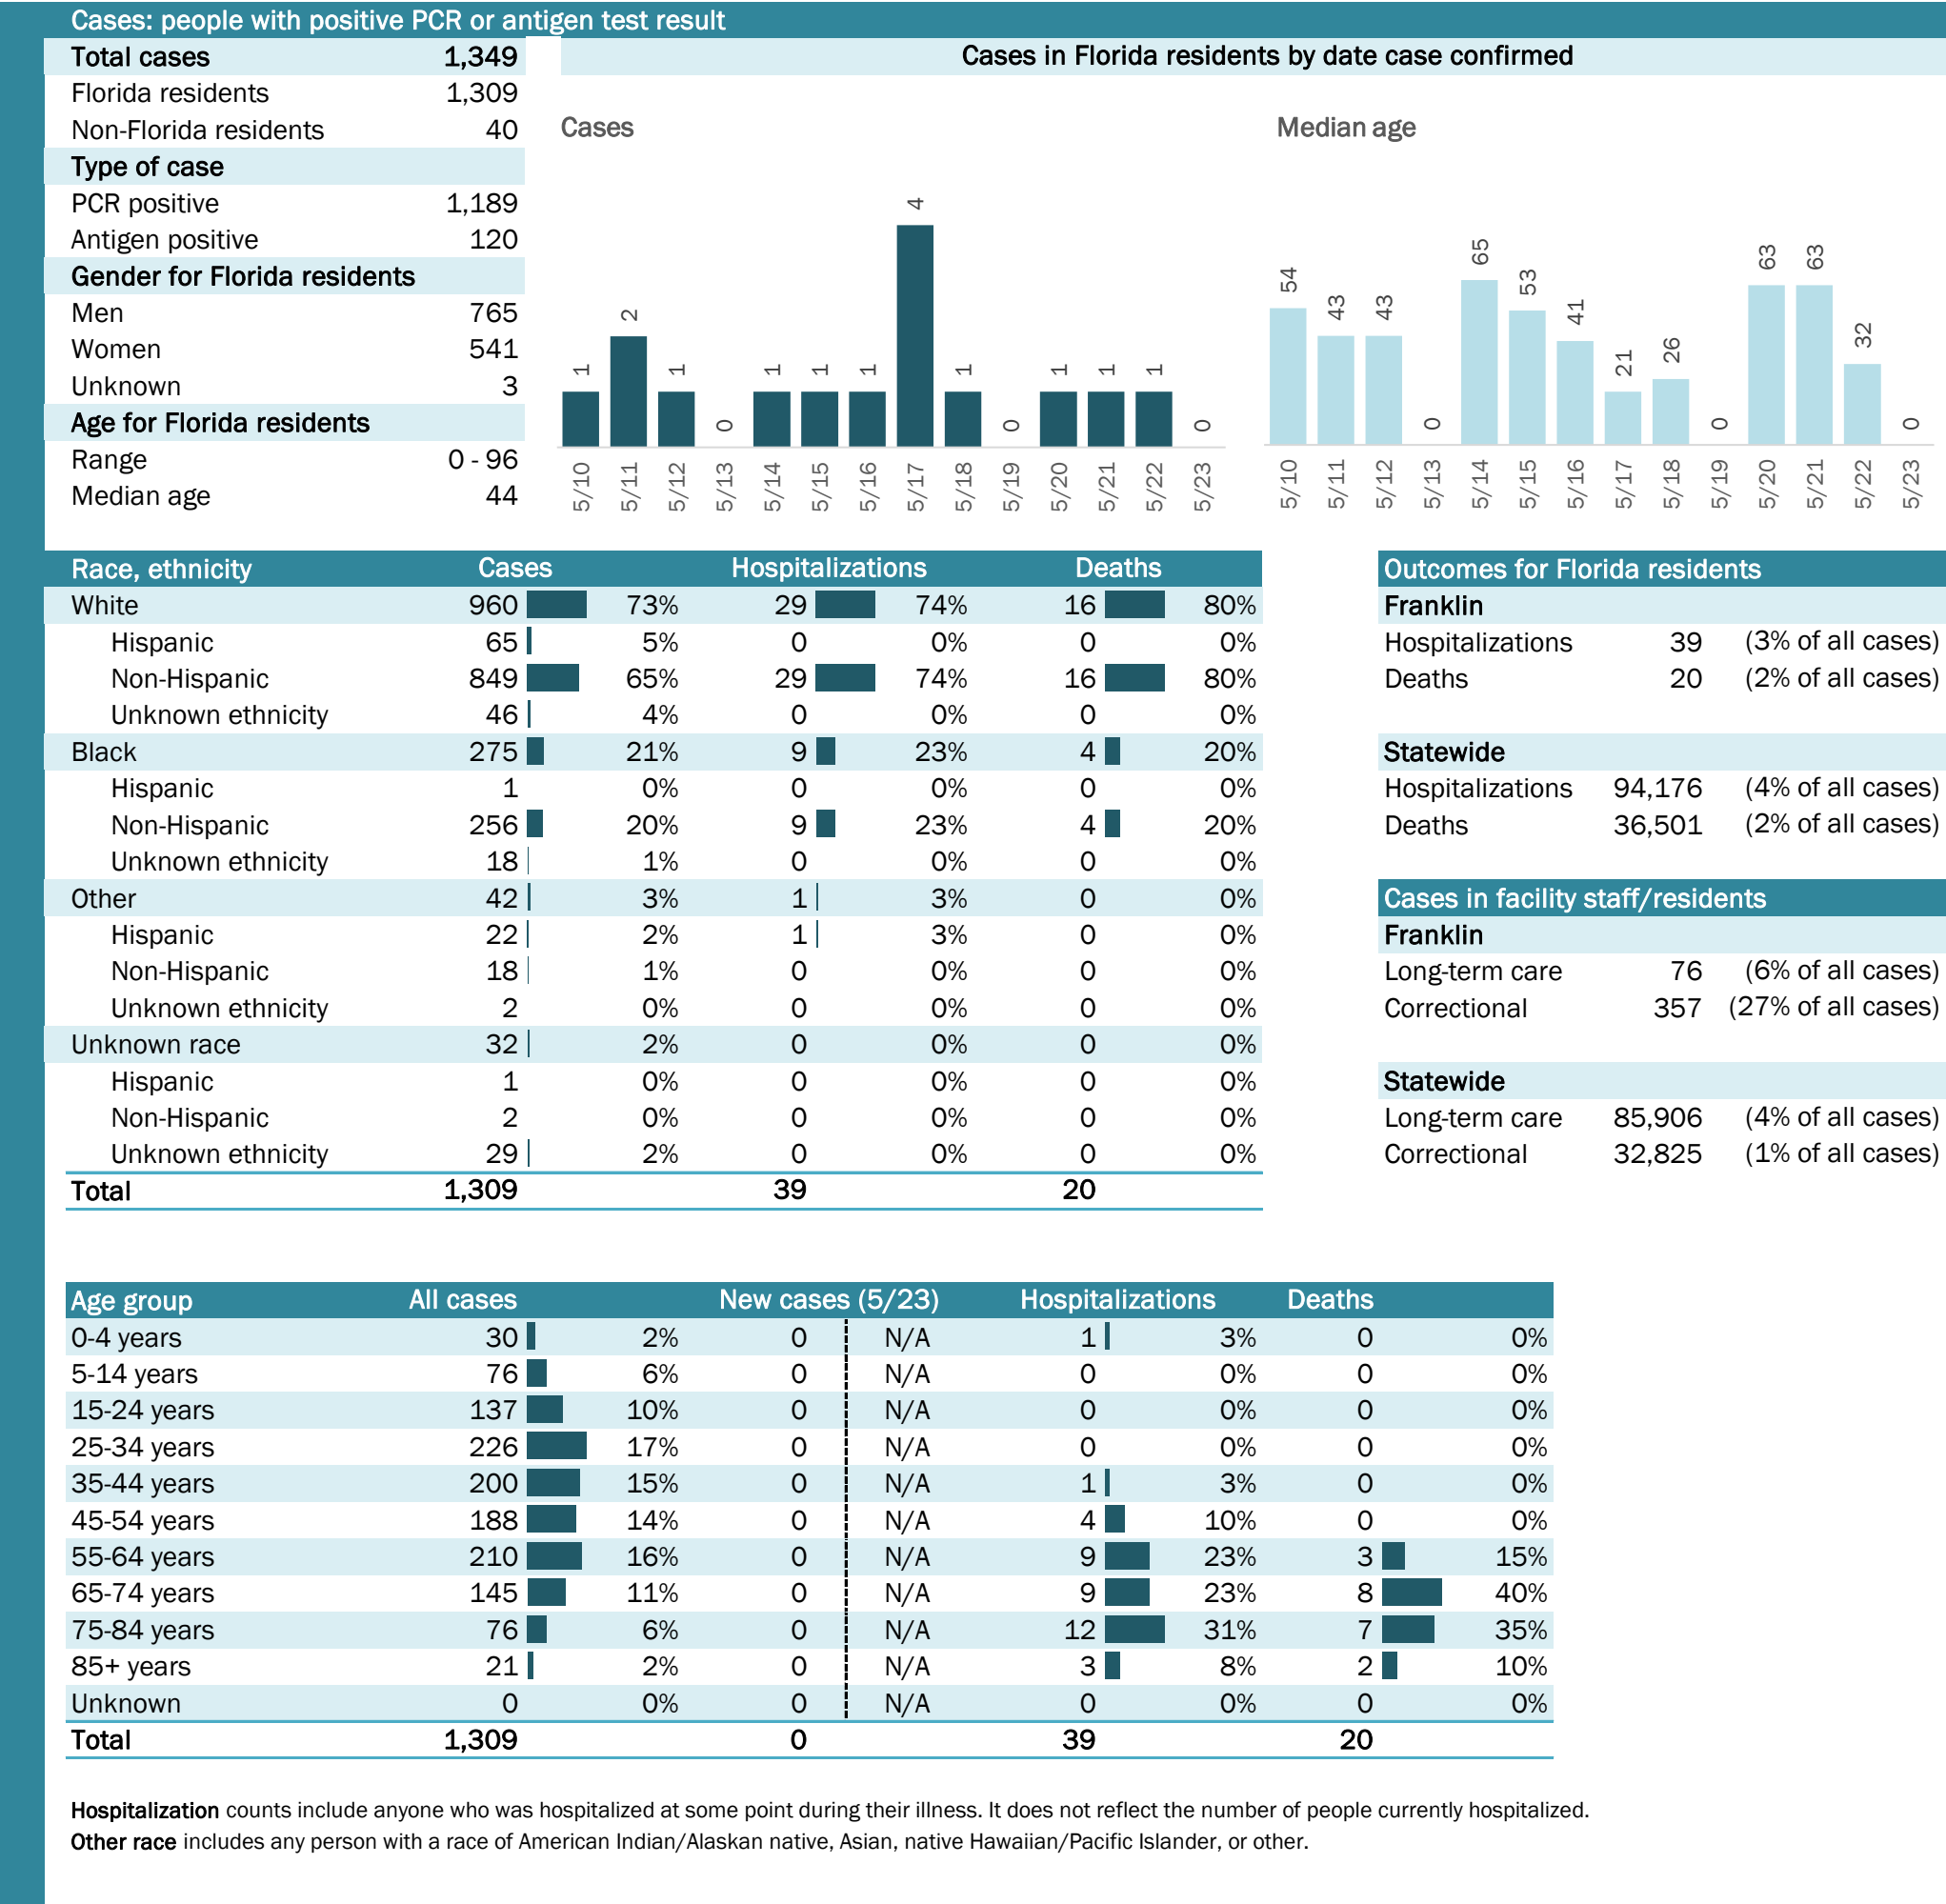 Cases: people with positive PCR or antigen test result
Total cases 1,349
Florida residents 1,309
Non-Florida residents 40
Type of case
PCR positive 1,189
Antigen positive 120
Gender for Florida residents
Men 765
Women 541
Unknown 3
Age for Florida residents
Range 0 - 96
Median age 44
Cases in Florida residents by date case confirmed
Cases
1 2 1 0 1 1 1 4 1 0 1 1 1 0
5/10 5/11 5/12 5/13 5/14 5/15 5/16 5/17 5/18 5/19 5/20 5/21 5/22 5/23
Median age
54 43 43 0 65 53 41 21 26 0 63 63 32 0
5/10 5/11 5/12 5/13 5/14 5/15 5/16 5/17 5/18 5/19 5/20 5/21 5/22 5/23
Race, ethnicity Cases Hospitalizations Deaths
White 960 73% 29 74% 16 80%
Hispanic 65 5% 0 0% 0 0%
Non-Hispanic 849 65% 29 74% 16 80%
Unknown ethnicity 46 4% 0 0% 0 0%
Black 275 21% 9 23% 4 20%
Hispanic 1 0% 0 0% 0 0%
Non-Hispanic 256 20% 9 23% 4 20%
Unknown ethnicity 18 1% 0 0% 0 0%
Other 42 3% 1 3% 0 0%
Hispanic 22 2% 1 3% 0 0%
Non-Hispanic 18 1% 0 0% 0 0%
Unknown ethnicity 2 0% 0 0% 0 0%
Unknown race 32 2% 0 0% 0 0%
Hispanic 1 0% 0 0% 0 0%
Non-Hispanic 2 0% 0 0% 0 0%
Unknown ethnicity 29 2% 0 0% 0 0%
Total 1,309 39 20
Outcomes for Florida residents
Franklin
Hospitalizations 39 (3% of all cases)
Deaths 20 (2% of all cases)
Statewide
Hospitalizations 94,176 (4% of all cases)
Deaths 36,501 (2% of all cases)
Cases in facility staff/residents
Franklin
Long-term care 76 (6% of all cases)
Correctional 357 (27% of all cases)
Statewide
Long-term care 85,906 (4% of all cases)
Correctional 32,825 (1% of all cases)
Age group All cases New cases (5/23) Hospitalizations Deaths
0-4 years 30 2% 0 N/A 1 3% 0 0%
5-14 years 76 6% 0 N/A 0 0% 0 0%
15-24 years 137 10% 0 N/A 0 0% 0 0%
25-34 years 226 17% 0 N/A 0 0% 0 0%
35-44 years 200 15% 0 N/A 1 3% 0 0%
45-54 years 188 14% 0 N/A 4 10% 0 0%
55-64 years 210 16% 0 N/A 9 23% 3 15%
65-74 years 145 11% 0 N/A 9 23% 8 40%
75-84 years 76 6% 0 N/A 12 31% 7 35%
85+ years 21 2% 0 N/A 3 8% 2 10%
Unknown 0 0% 0 N/A 0 0% 0 0%
Total 1,309 0 39 20
Hospitalization counts include anyone who was hospitalized at some point during their illness. It does not reflect the number of people currently hospitalized.
Other race includes any person with a race of American Indian/Alaskan native, Asian, native Hawaiian/Pacific Islander, or other.